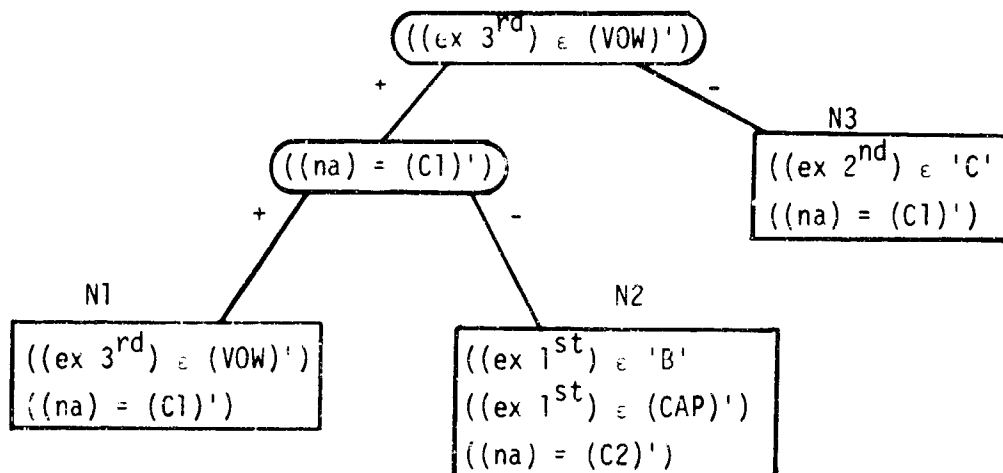 ((ex 3rd) ε (VOW)')
+
-
N3
((na) = (C1)')
((ex 2nd) ε 'C'
((na) = (C1)')
+
-
N1
N2
((ex 3rd) ε (VOW)')
((na) = (C1)')
((ex 1st) ε 'B'
((ex 1st) ε (CAP)')
((na) = (C2)')